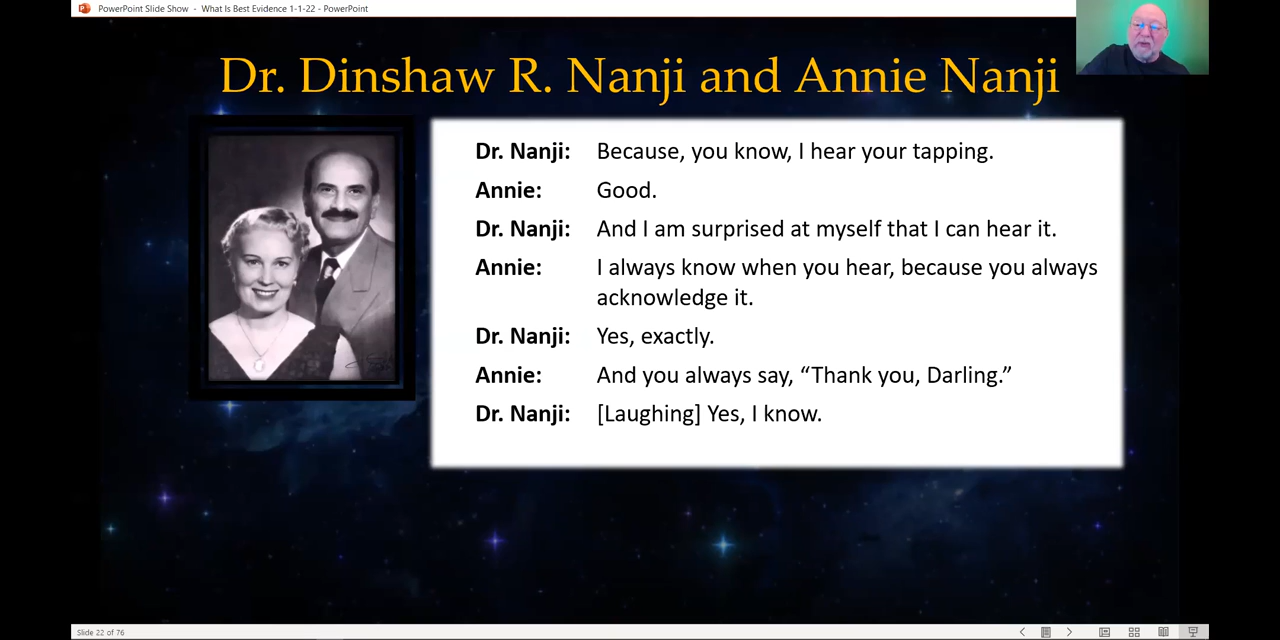 PowerPoint Slide Show - What Is Best Evidence 1-1-22 - PowerPoint
Dr. Dinshaw R. Nanji and Annie Nanji
Dr. Nanji: Because, you know, I hear your tapping.
Annie: Good.
Dr. Nanji: And I am surprised at myself that I can hear it.
Annie: I always know when you hear, because you always
acknowledge it.
Dr. Nanji: Yes, exactly.
Annie: And you always say, “Thank you, Darling.”
Dr. Nanji: [Laughing] Yes, I know.
Slide 22 of 76